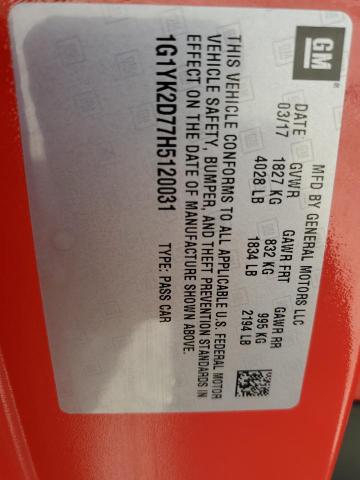 GM
MFD BY GENERAL MOTORS LLC
DATE GVWR GAWR FRT GAWR RR
03/17 1827 KG 832 KG 995 KG
4028 LB 1834 LB 2194 LB
THIS VEHICLE CONFORMS TO ALL APPLICABLE U.S. FEDERAL MOTOR
VEHICLE SAFETY, BUMPER, AND THEFT PREVENTION STANDARDS IN
EFFECT ON THE DATE OF MANUFACTURE SHOWN ABOVE.
1G1YK2D77H5120031 TYPE: PASS CAR